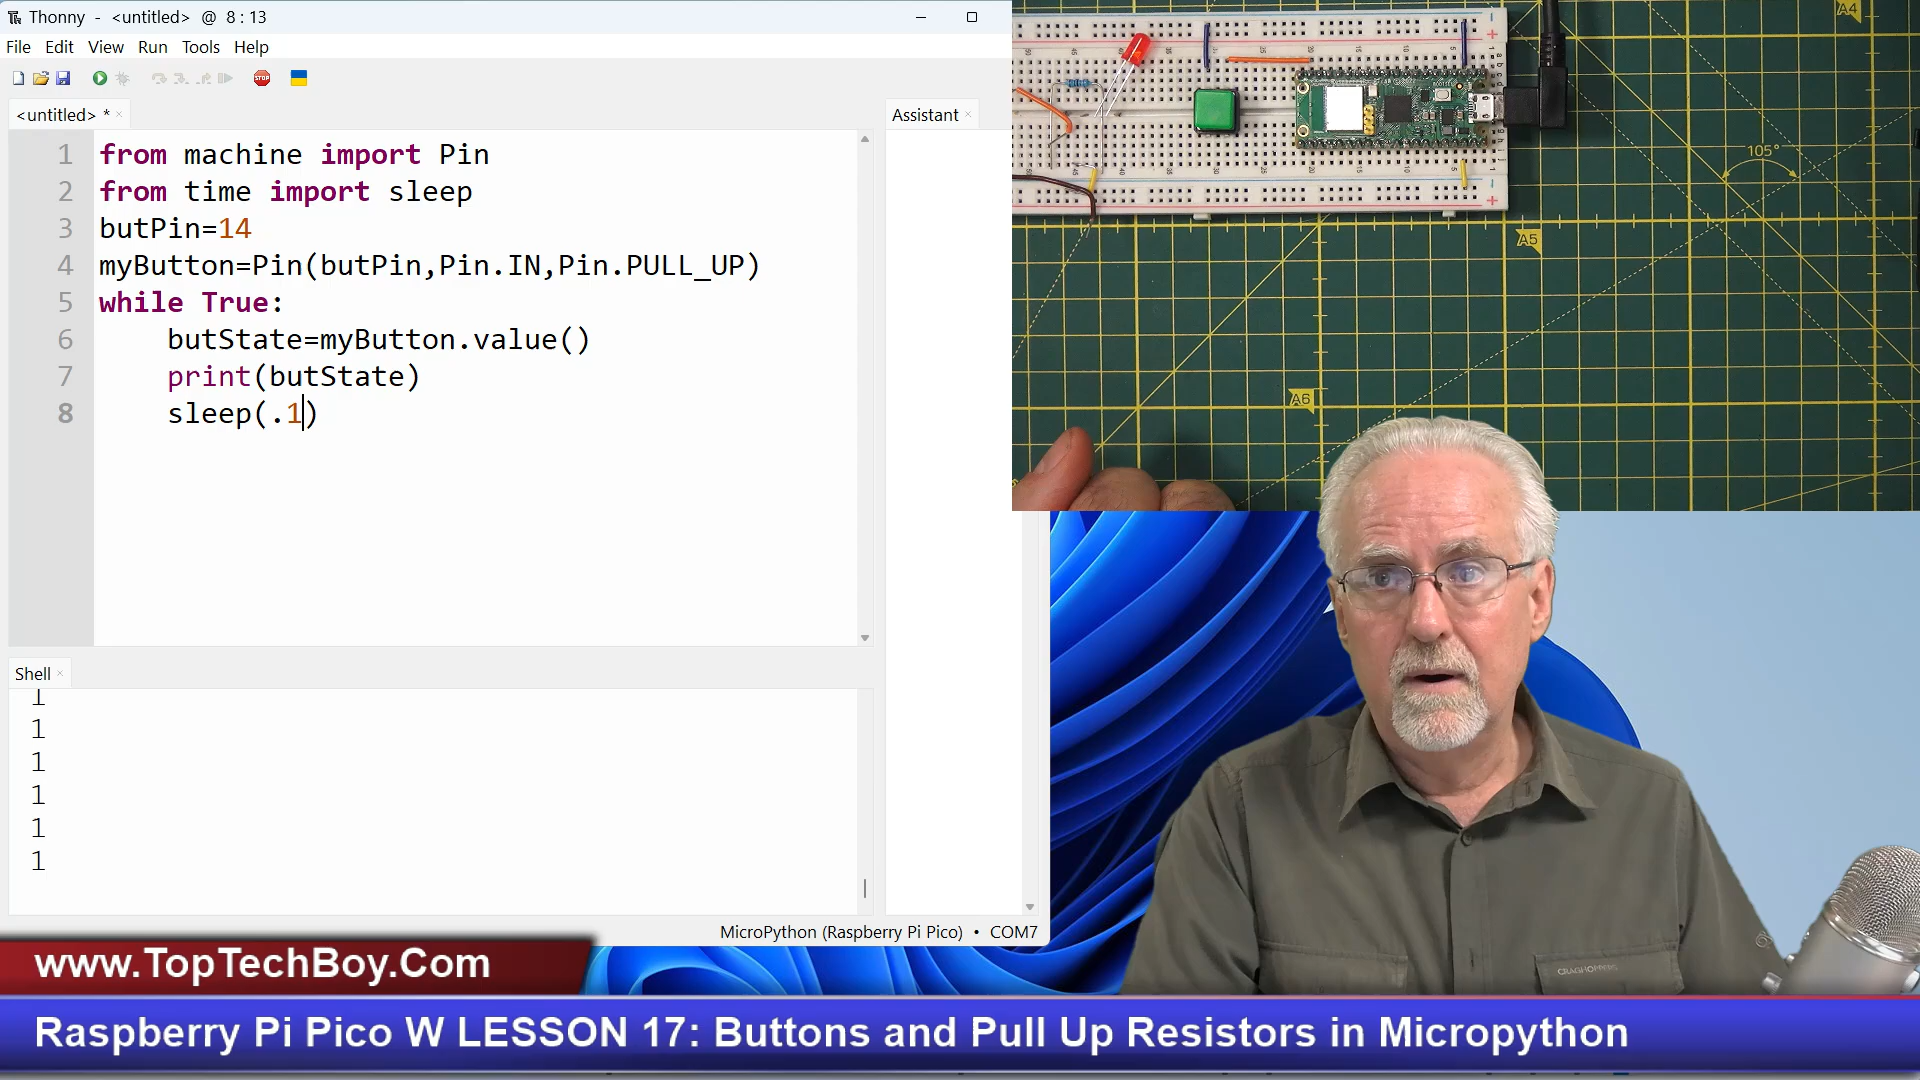 Thonny - <untitled> @ 8 : 13
File Edit View Run Tools Help
<untitled> *
1 from machine import Pin
2 from time import sleep
3 butPin=14
4 myButton=Pin(butPin,Pin.IN,Pin.PULL_UP)
5 while True:
6 butState=myButton.value()
7 print(butState)
8 sleep(.1)
Assistant
Shell
1
1
1
1
1
1
MicroPython (Raspberry Pi Pico) • COM7
A4
105°
A5
A6
www.TopTechBoy.Com
Raspberry Pi Pico W LESSON 17: Buttons and Pull Up Resistors in Micropython